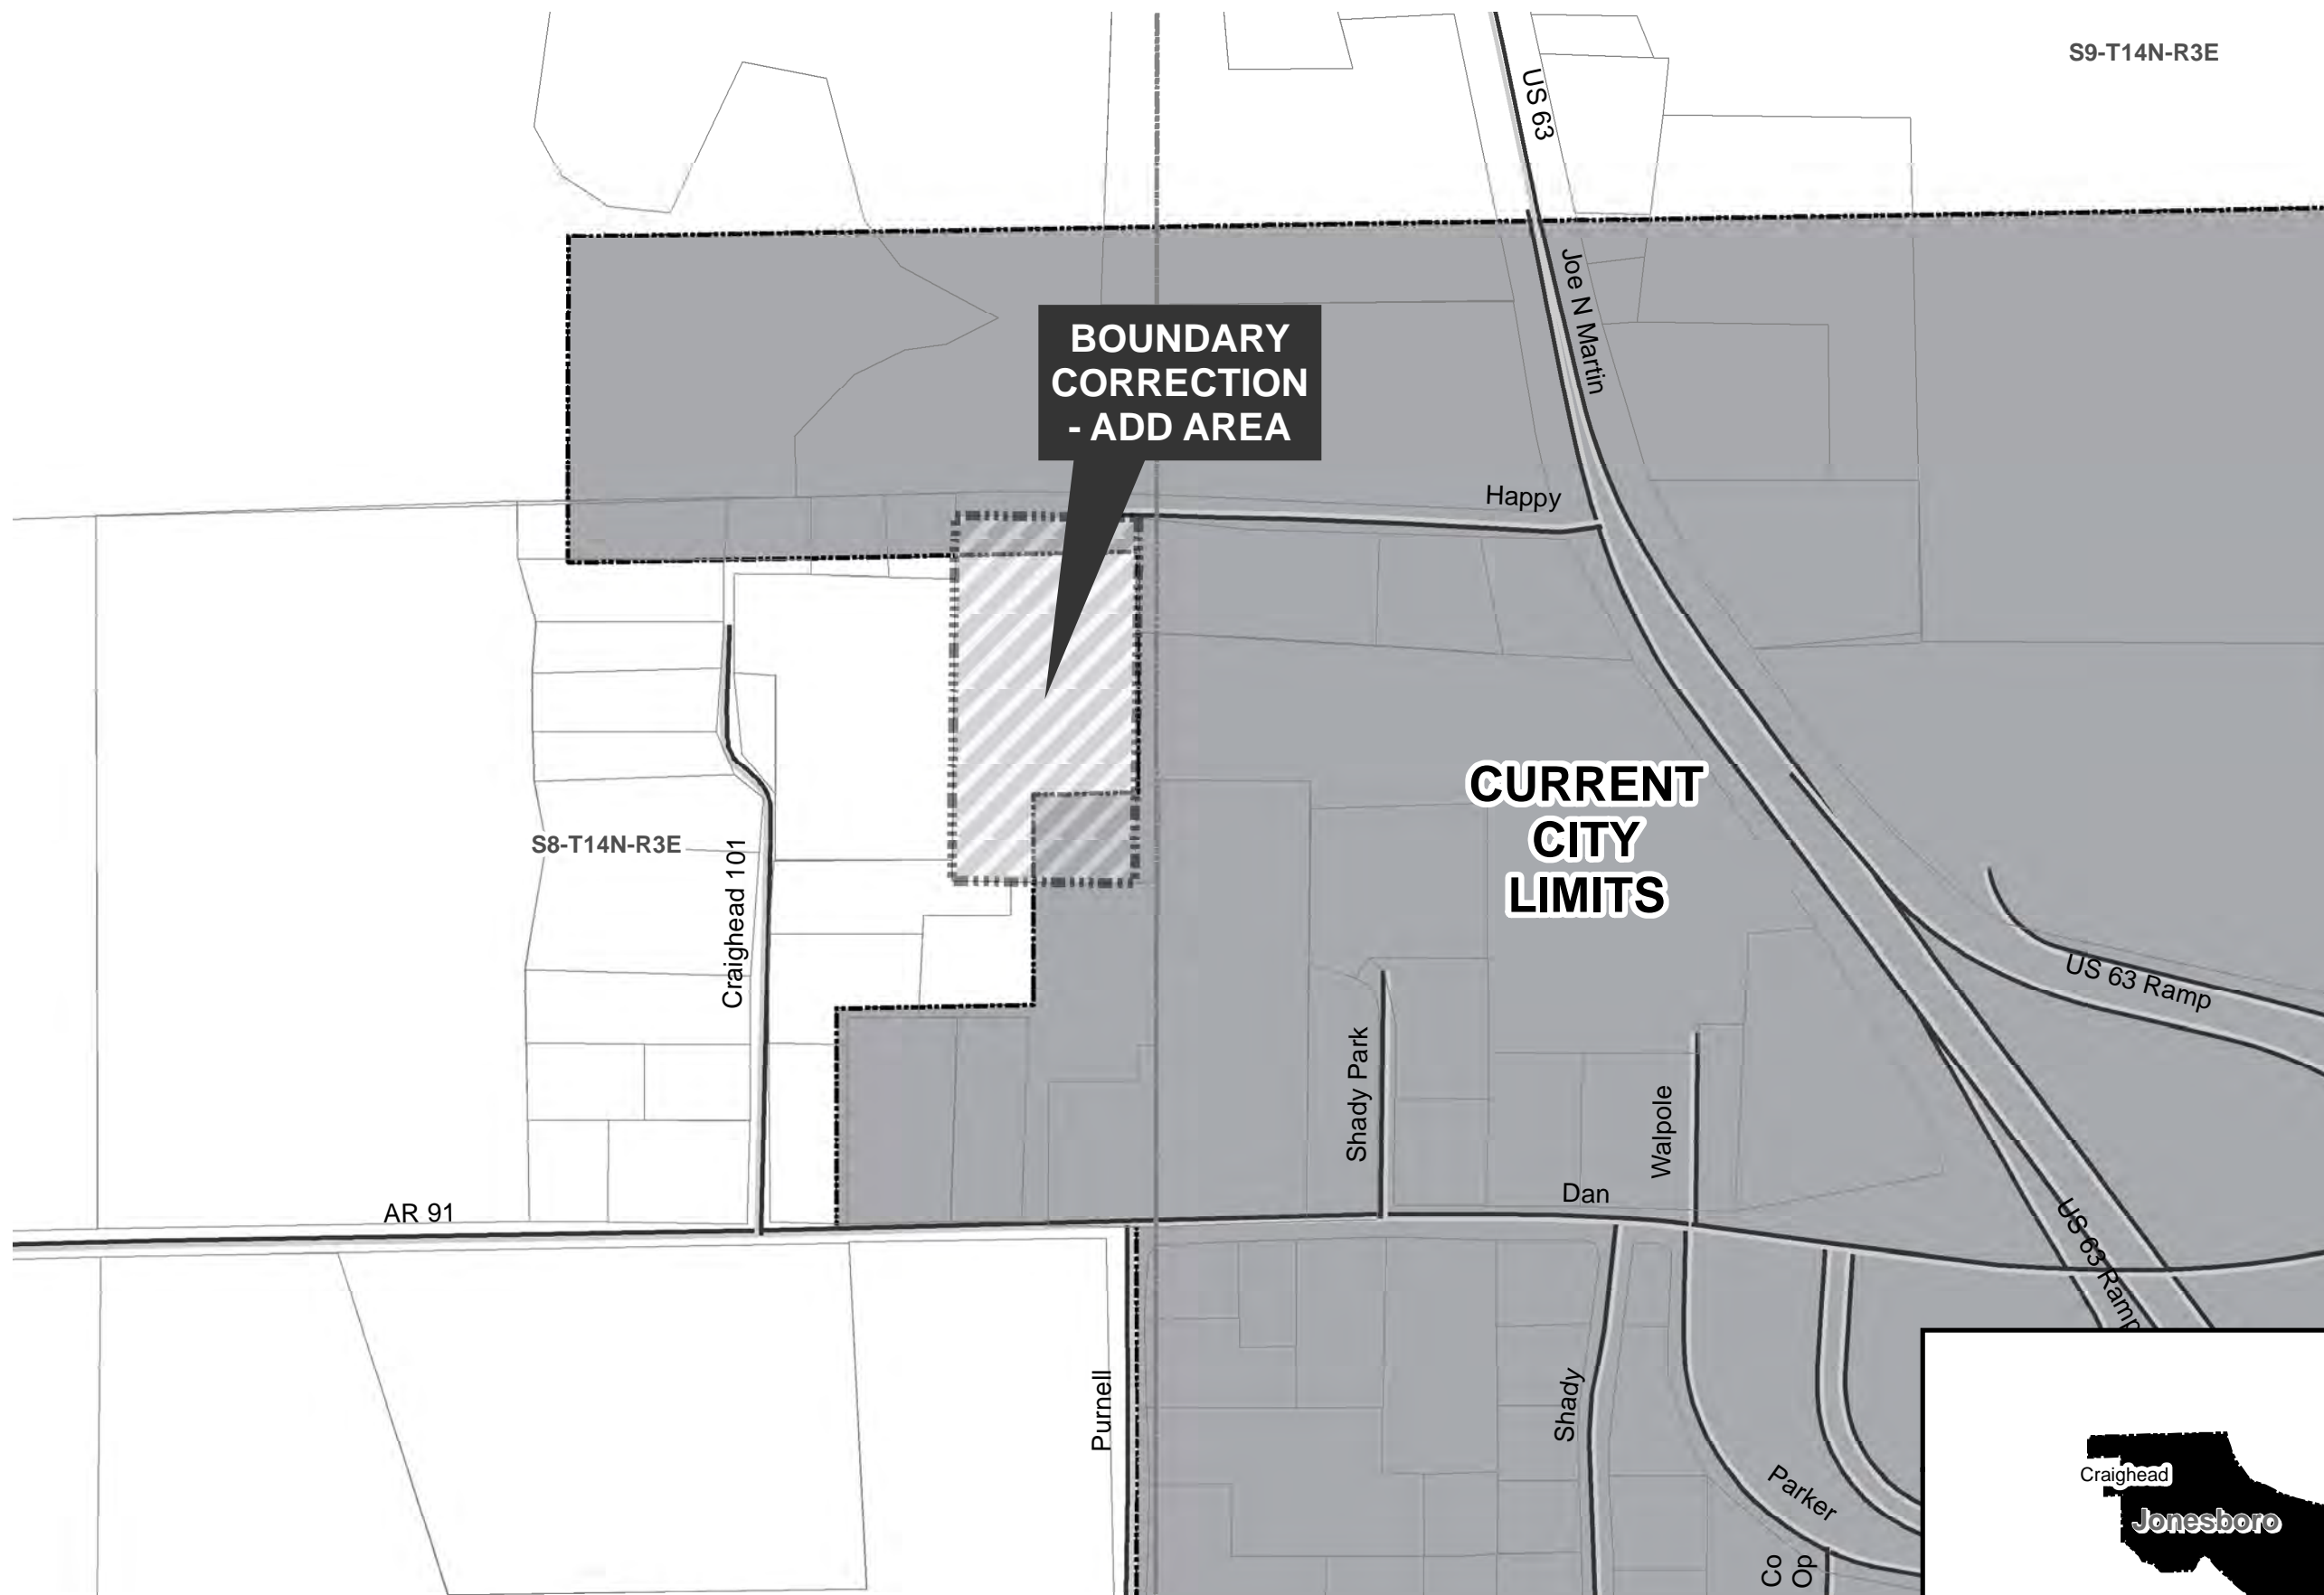 S9-T14N-R3E
US 63
Joe N Martin
BOUNDARY
CORRECTION
- ADD AREA
Happy
CURRENT
CITY
LIMITS
S8-T14N-R3E
Craighead 101
US 63 Ramp
Shady Park
Walpole
Dan
AR 91
US 63 Ramp
Purnell
Shady
Parker
Co
Op
Craighead
Jonesboro